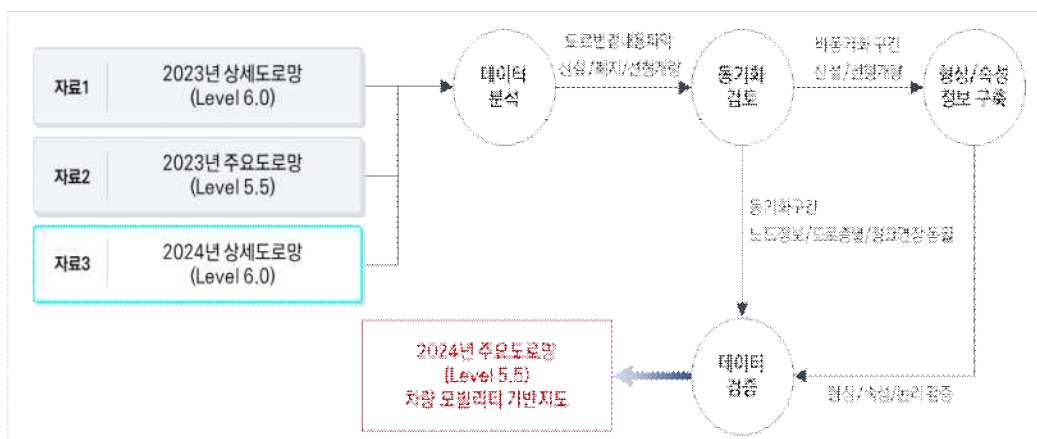 자료1
2023년 상세도로망
(Level 6.0)
자료2
2023년 주요도로망
(Level 5.5)
자료3
2024년 상세도로망
(Level 6.0)
데이터
분석
도로변경내용파악
신설/폐지/선형개량
동기화
검토
비동기화 구간
신설/선형개량
형상/속성
정보 구축
동기화구간
노드정보/도로종별/링크연장 동일
데이터
검증
형상/속성/논리 검증
2024년 주요도로망
(Level 5.5)
차량 모빌리티 기반지도